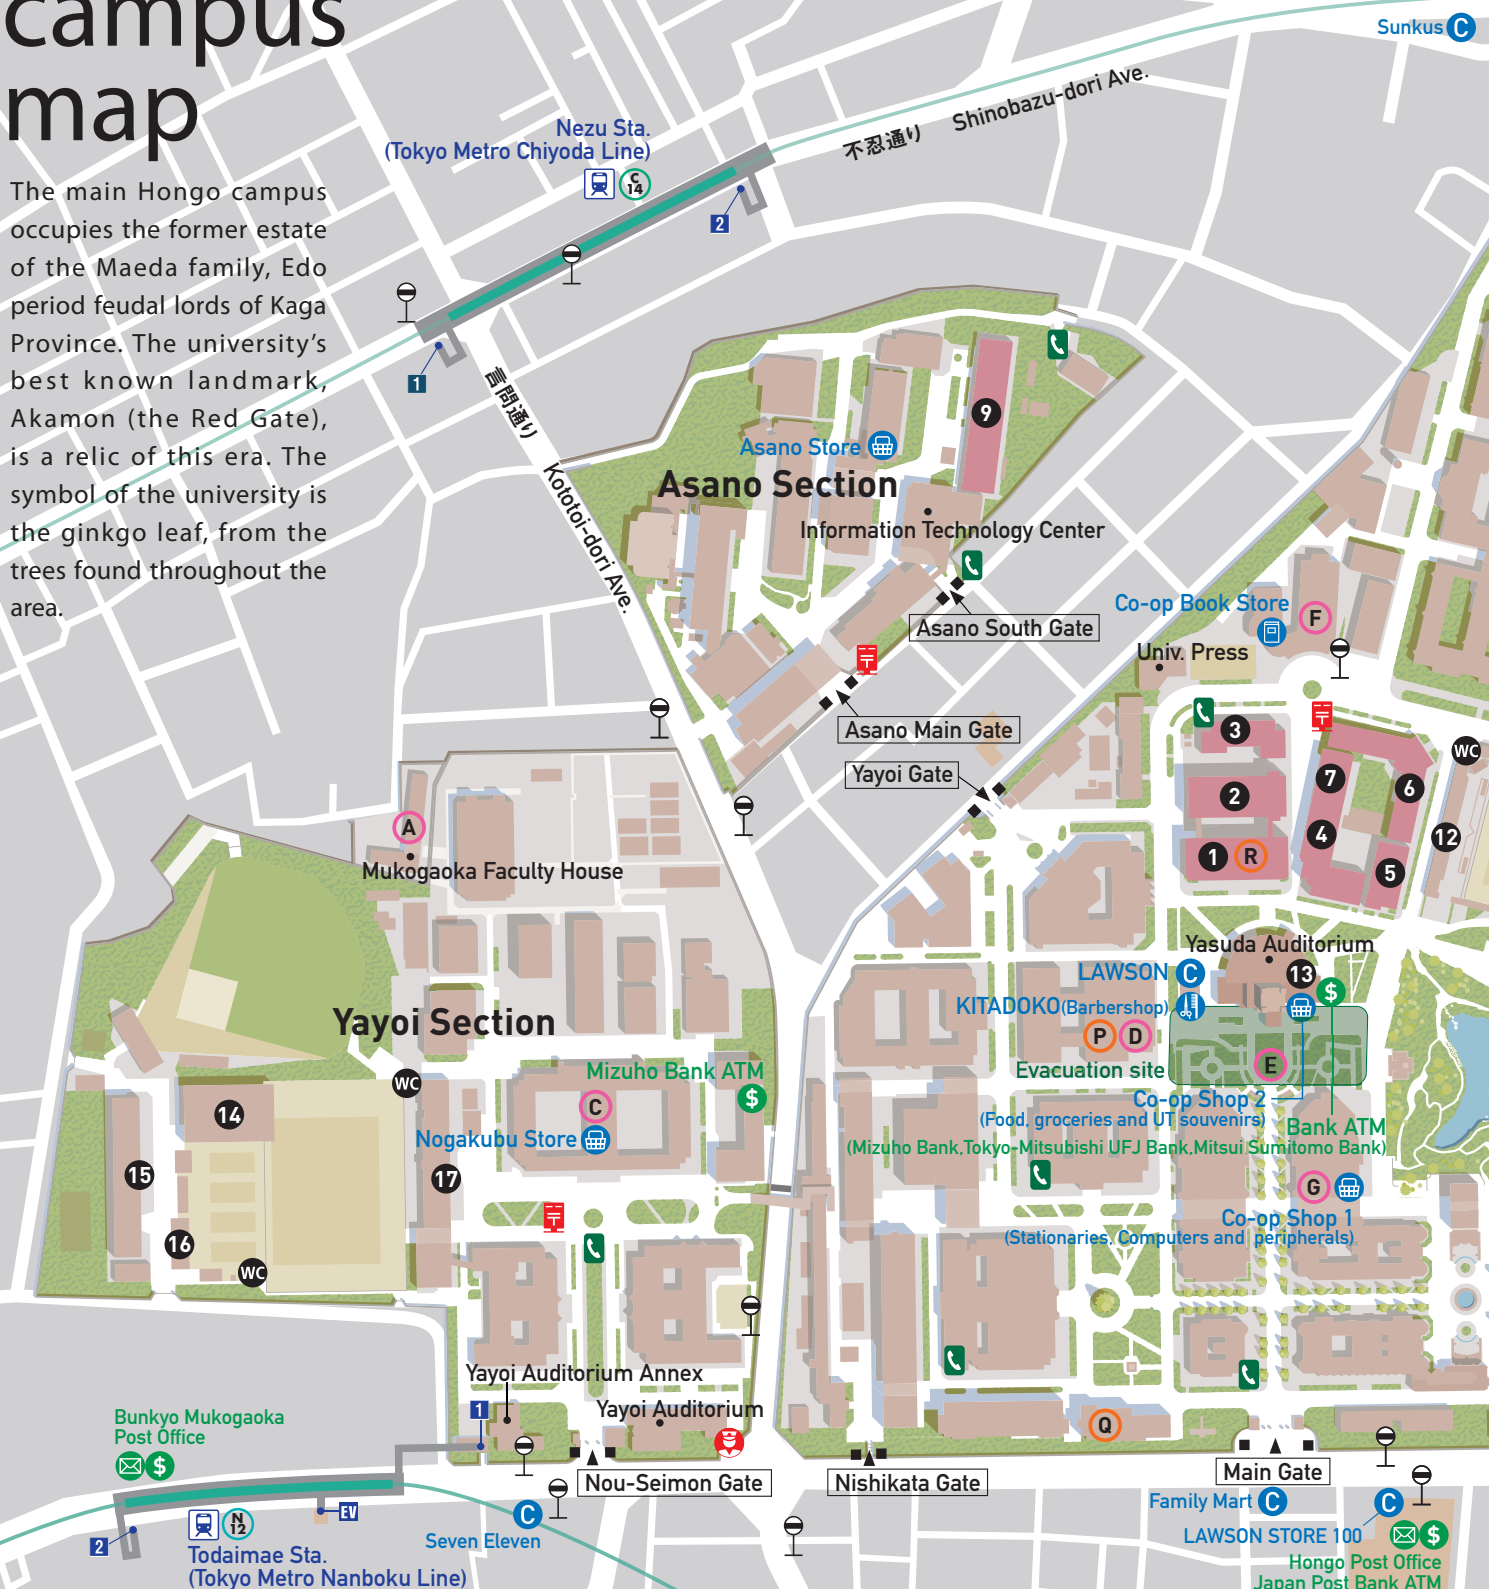 campus
map
The main Hongo campus
occupies the former estate
of the Maeda family, Edo
period feudal lords of Kaga
Province. The university's
best known landmark,
Akamon (the Red Gate),
is a relic of this era. The
symbol of the university is
the ginkgo leaf, from the
trees found throughout the
area.
Sunkus C
不忍通り Shinobazu-dori Ave.
Nezu Sta.
(Tokyo Metro Chiyoda Line)
C
14
2
1
言問通り Kototoi-dori Ave.
9
Asano Store
Asano Section
Information Technology Center
Asano South Gate
Asano Main Gate
Yayoi Gate
Co-op Book Store
F
Univ. Press
3
2
1 R
7
6
4
5
WC
12
A
Mukogaoka Faculty House
Yayoi Section
Yasuda Auditorium
13
$
LAWSON C
KITADOKO(Barbershop)
P D
Evacuation site
E
Co-op Shop 2
(Food, groceries and UT souvenirs)
Bank ATM
(Mizuho Bank,Tokyo-Mitsubishi UFJ Bank,Mitsui Sumitomo Bank)
G
Co-op Shop 1
(Stationaries, Computers and peripherals)
WC
Mizuho Bank ATM
$
C
Nogakubu Store
14
15
16
17
WC
Yayoi Auditorium Annex
Yayoi Auditorium
1
Q
Nou-Seimon Gate
Nishikata Gate
Main Gate
Bunkyo Mukogaoka
Post Office
$
EV
N
12
2
Todaimae Sta.
(Tokyo Metro Nanboku Line)
C
Seven Eleven
Family Mart C
C
LAWSON STORE 100
$
Hongo Post Office
Japan Post Bank ATM